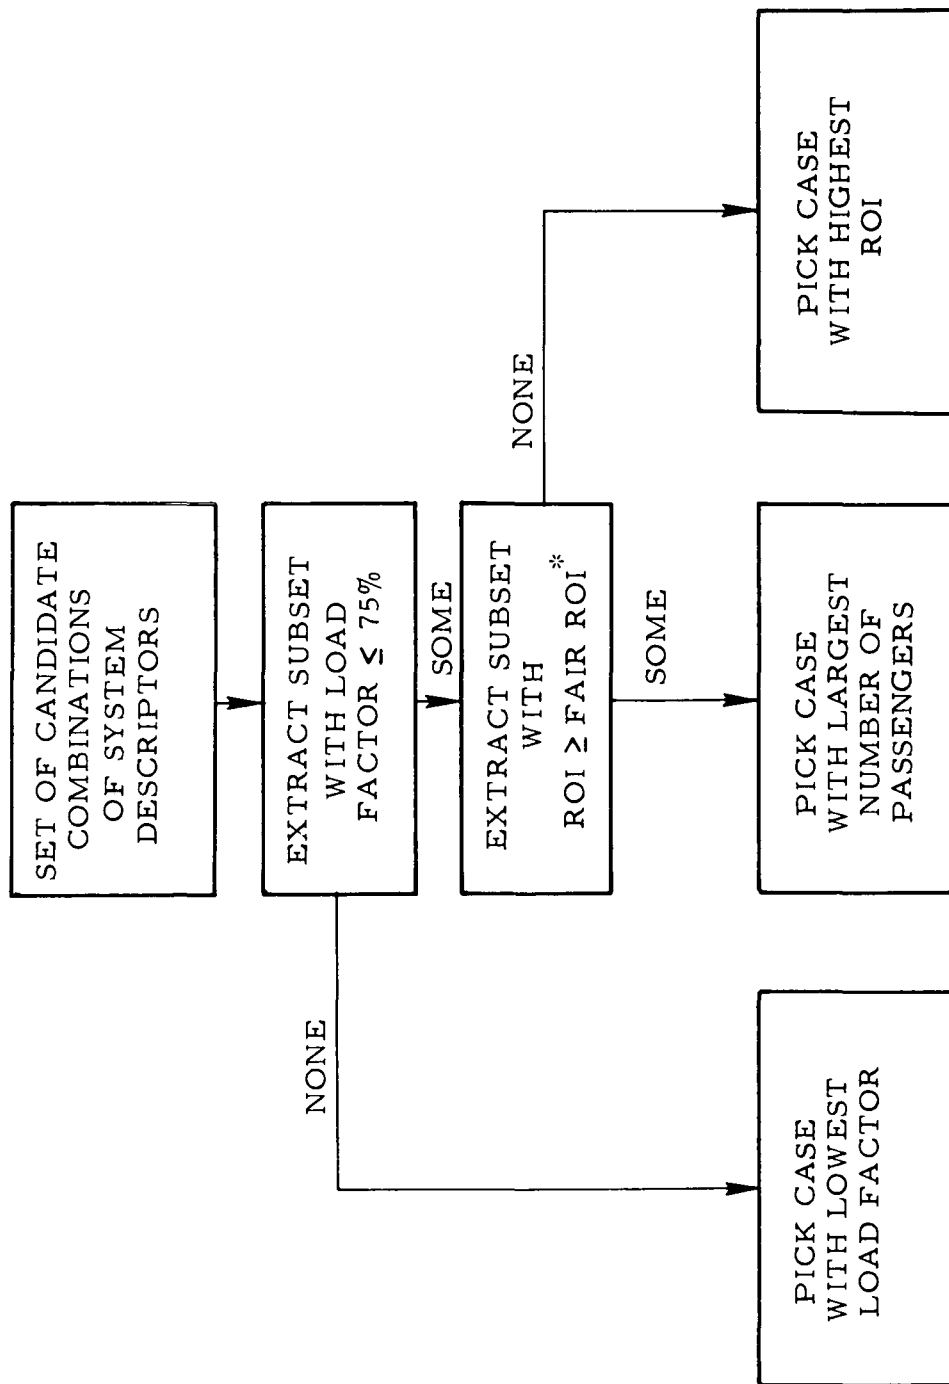 SET OF CANDIDATE
COMBINATIONS
OF SYSTEM
DESCRIPTORS
EXTRACT SUBSET
WITH LOAD
FACTOR ≤ 75%
NONE
SOME
EXTRACT SUBSET
WITH
ROI ≥ FAIR ROI*
NONE
SOME
PICK CASE
WITH LOWEST
LOAD FACTOR
PICK CASE
WITH LARGEST
NUMBER OF
PASSENGERS
PICK CASE
WITH HIGHEST
ROI